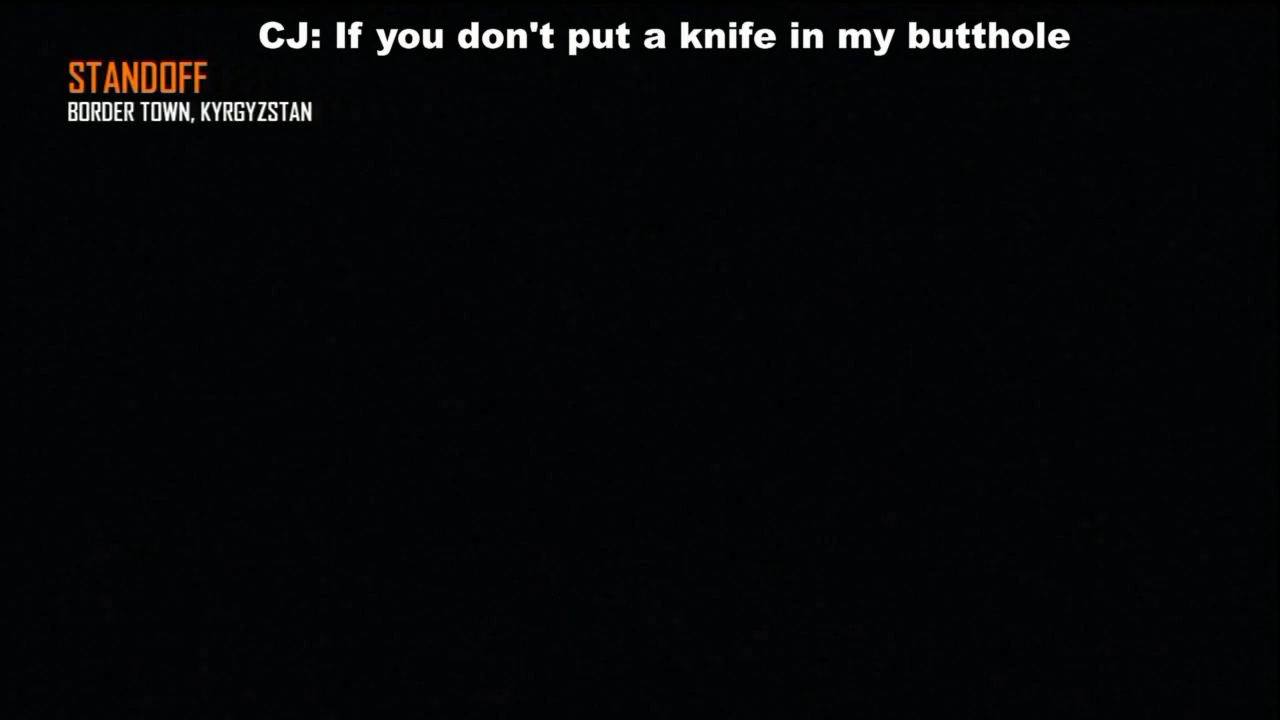 CJ: If you don't put a knife in my butthole
STANDOFF
BORDER TOWN, KYRGYZSTAN